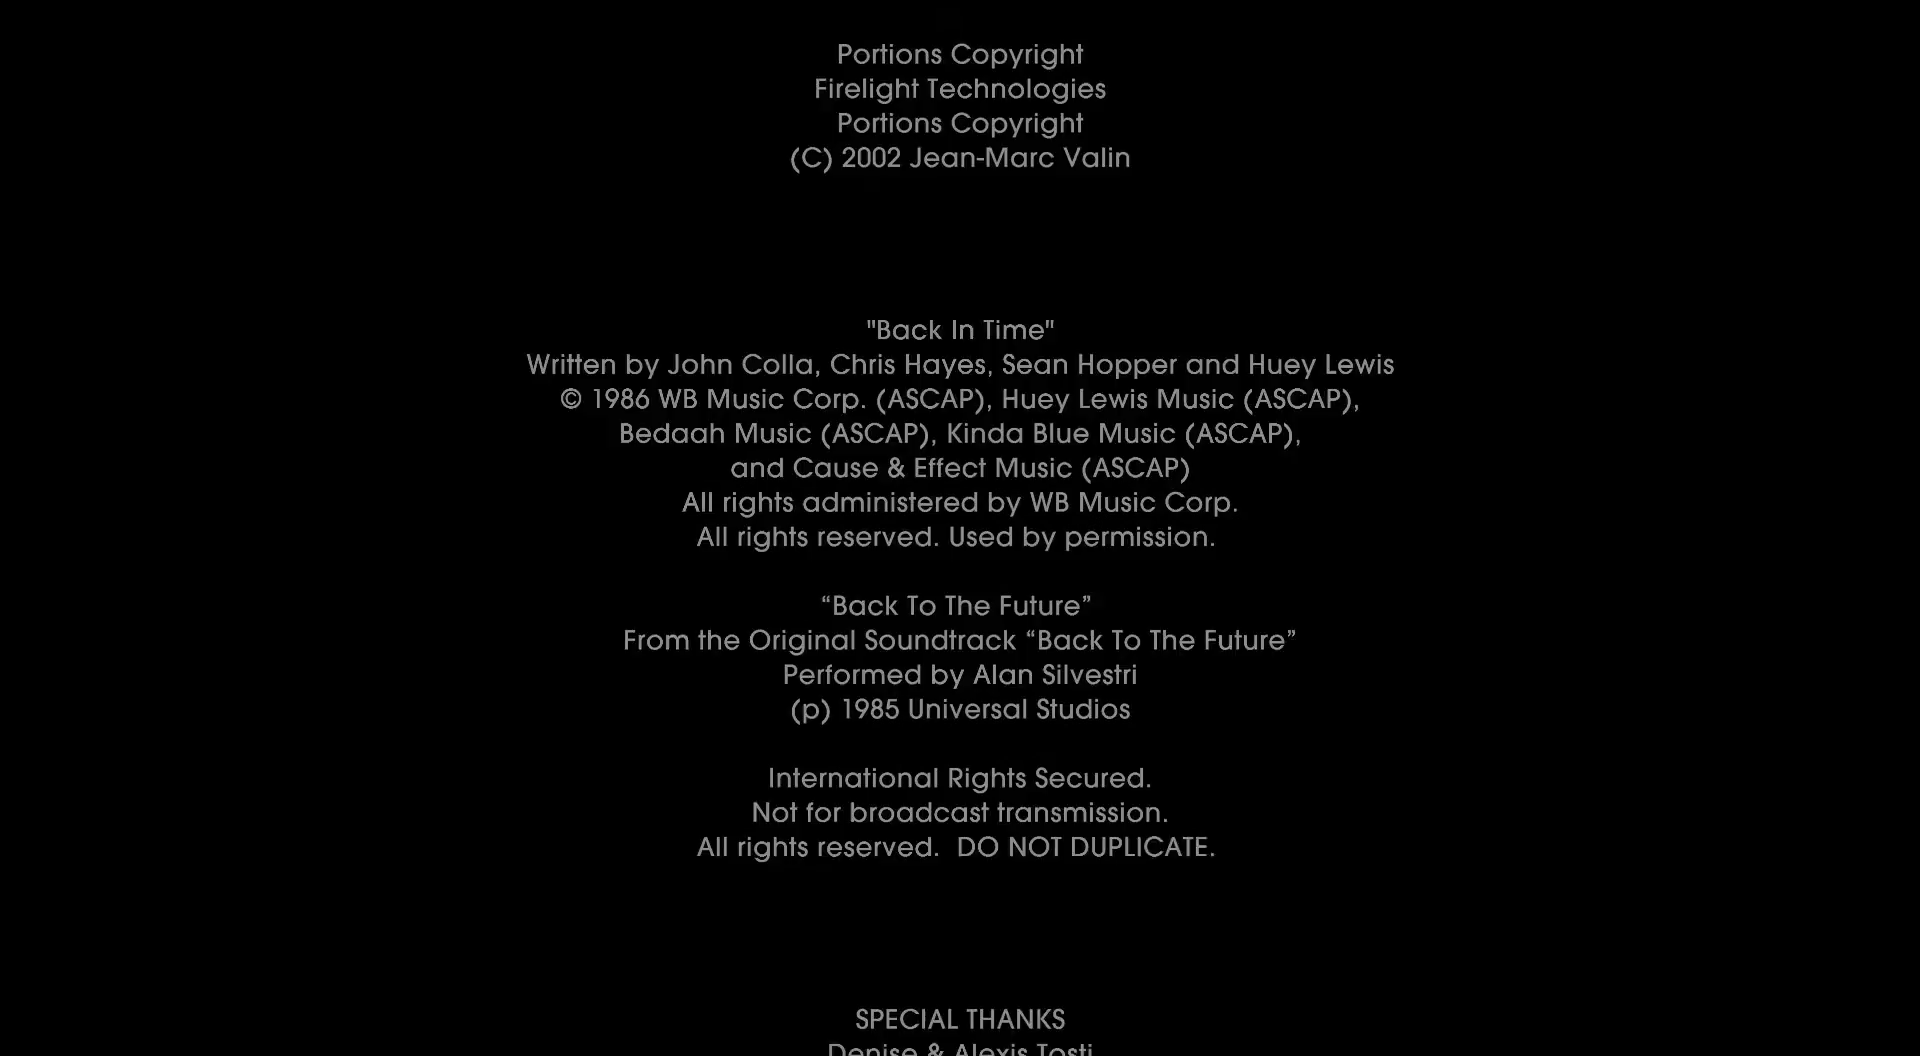 Portions Copyright
Firelight Technologies
Portions Copyright
(C) 2002 Jean-Marc Valin
"Back In Time"
Written by John Colla, Chris Hayes, Sean Hopper and Huey Lewis
© 1986 WB Music Corp. (ASCAP), Huey Lewis Music (ASCAP),
Bedaah Music (ASCAP), Kinda Blue Music (ASCAP),
and Cause & Effect Music (ASCAP)
All rights administered by WB Music Corp.
All rights reserved. Used by permission.
“Back To The Future”
From the Original Soundtrack “Back To The Future”
Performed by Alan Silvestri
(p) 1985 Universal Studios
International Rights Secured.
Not for broadcast transmission.
All rights reserved.  DO NOT DUPLICATE.
SPECIAL THANKS
Denise & Alexis Tosti